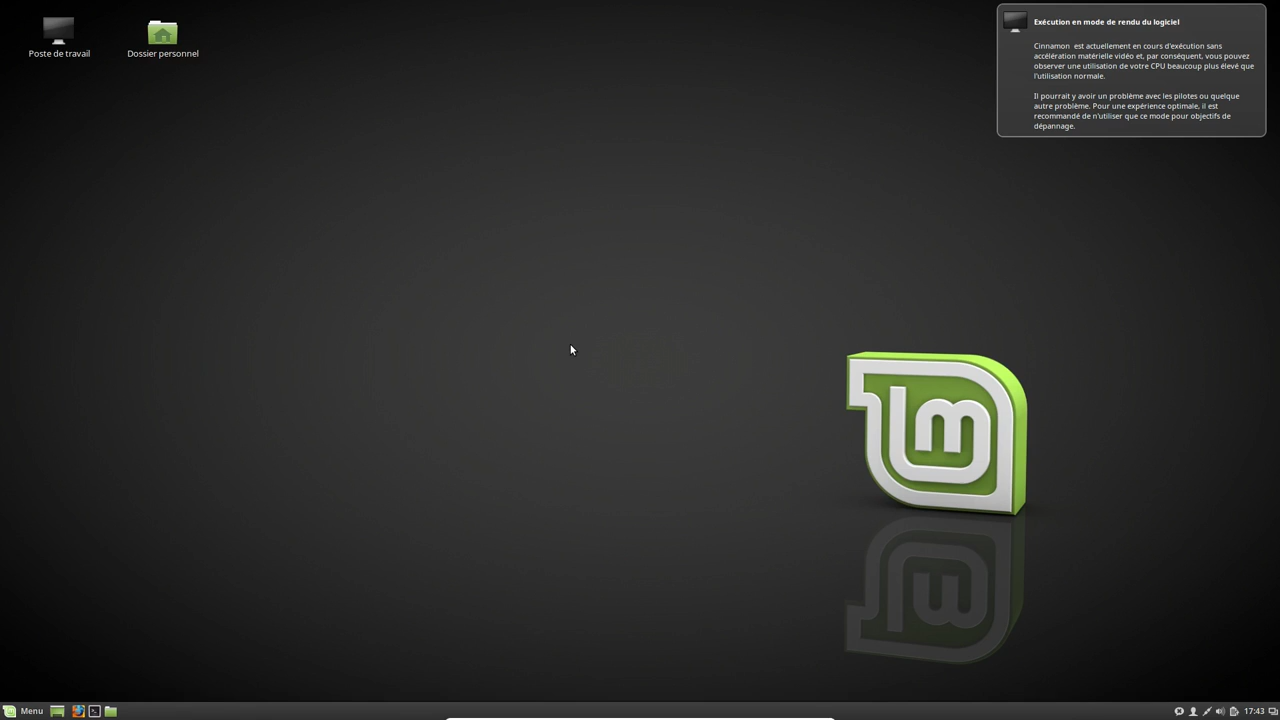 Poste de travail
Dossier personnel
Exécution en mode de rendu du logiciel
Cinnamon est actuellement en cours d'exécution sans
accélération matérielle vidéo et, par conséquent, vous pouvez
observer une utilisation de votre CPU beaucoup plus élevé que
l'utilisation normale.
Il pourrait y avoir un problème avec les pilotes ou quelque
autre problème. Pour une expérience optimale, il est
recommandé de n'utiliser que ce mode pour objectifs de
dépannage.
Menu
17:43